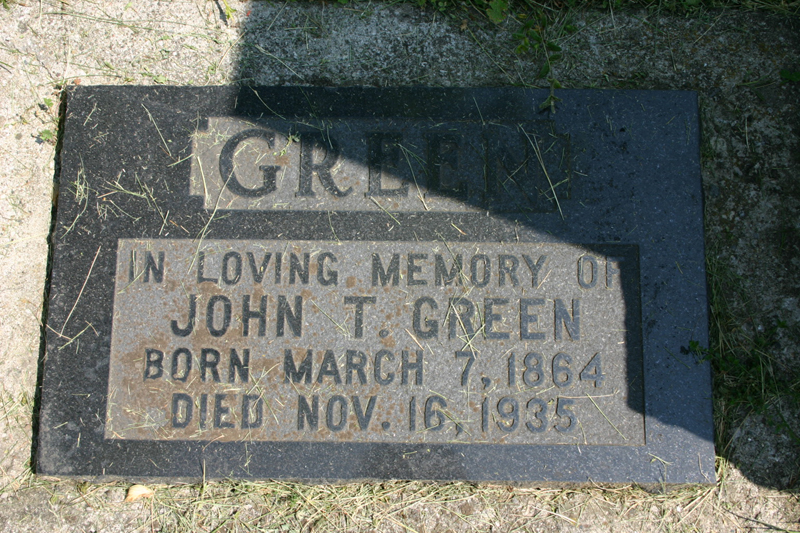 GREEN
IN LOVING MEMORY OF
JOHN T. GREEN
BORN MARCH 7, 1864
DIED NOV. 16, 1935